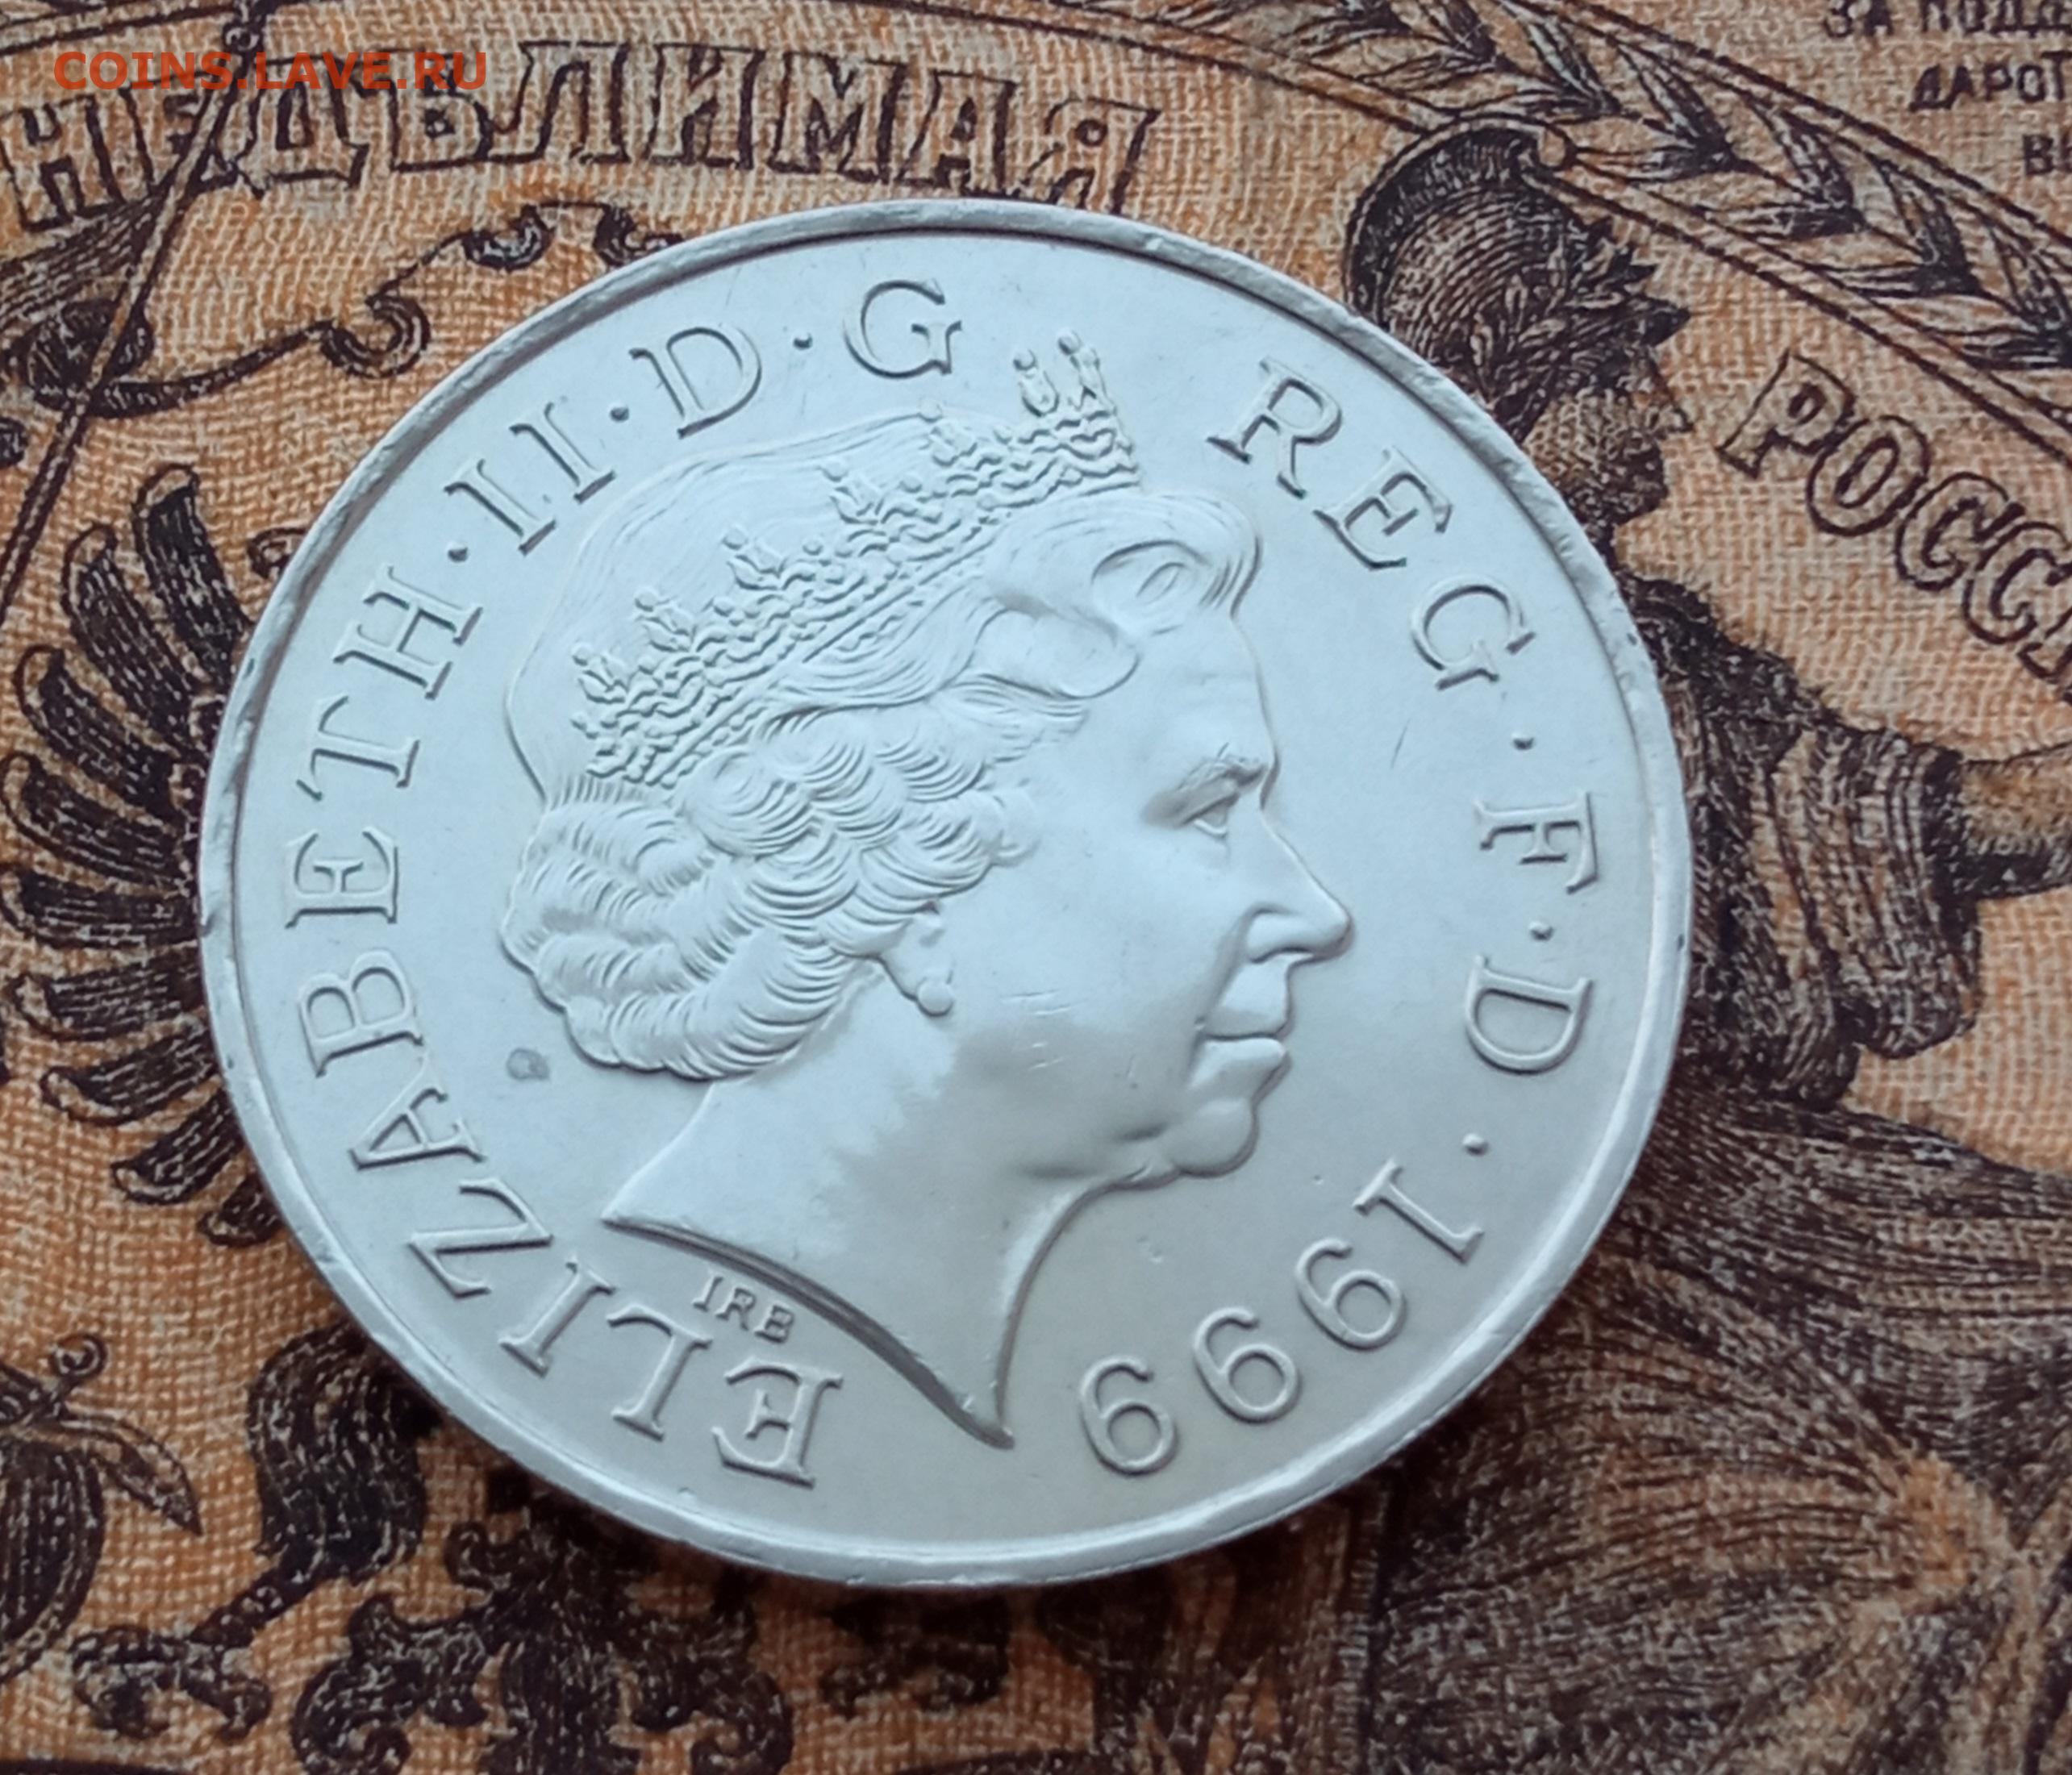 COINS.LAVE.RU
НЕДѢЛИМАЯ
ELIZABETH·II·D·G REG·F·D·1999
IRB